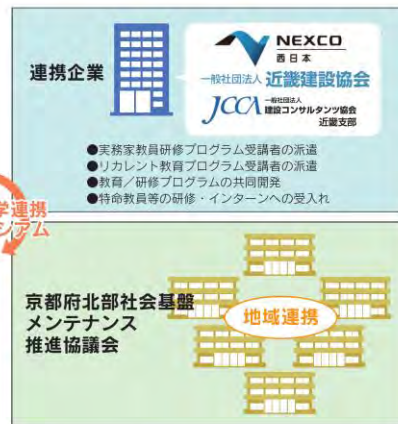 連携企業
NEXCO
西日本
一般社団法人 近畿建設協会
JCCA 一般社団法人
建設コンサルタンツ協会
近畿支部
●実務家教員研修プログラム受講者の派遣
●リカレント教育プログラム受講者の派遣
●教育／研修プログラムの共同開発
●特命教員等の研修・インターンへの受入れ
学連携
シアム
京都府北部社会基盤
メンテナンス
推進協議会
地域連携